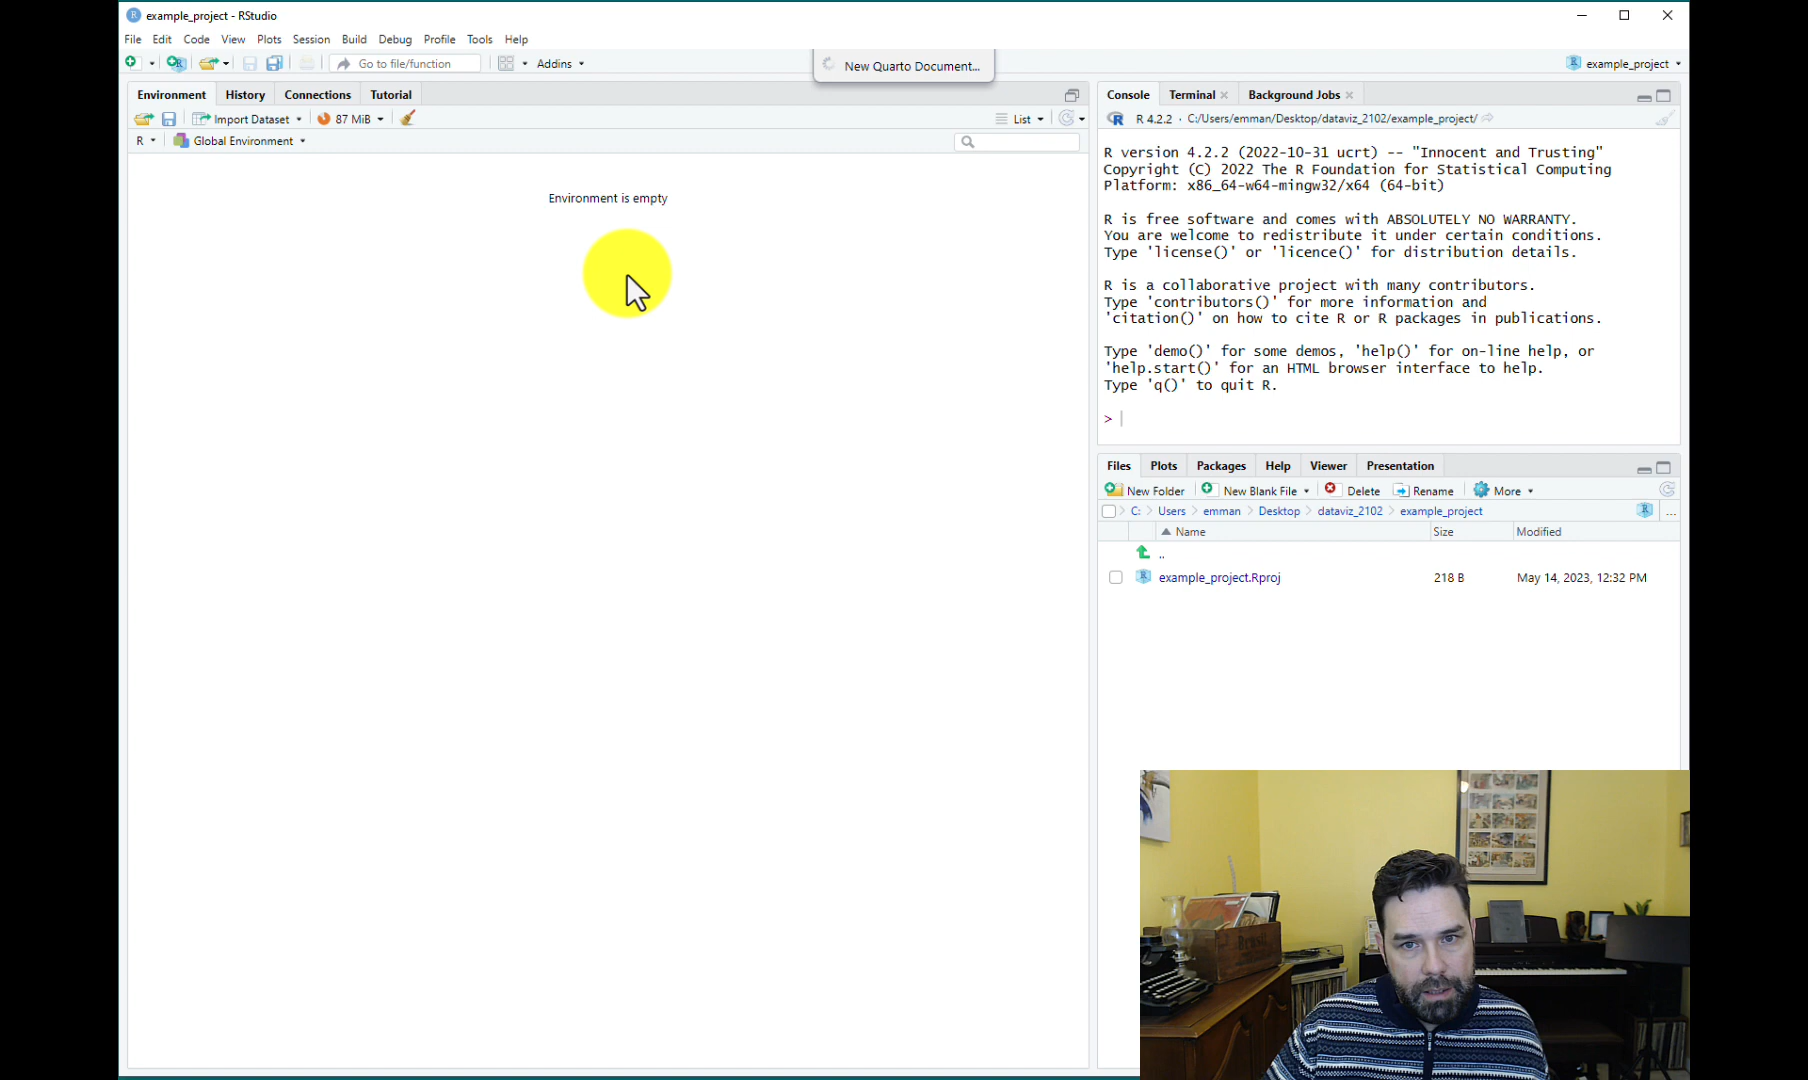 example_project - RStudio
File Edit Code View Plots Session Build Debug Profile Tools Help
Go to file/function
Addins
New Quarto Document...
example_project
Environment History Connections Tutorial
Import Dataset
87 MiB
List
R
Global Environment
Environment is empty
Console Terminal Background Jobs
R 4.2.2 · C:/Users/emman/Desktop/dataviz_2102/example_project/
R version 4.2.2 (2022-10-31 ucrt) -- "Innocent and Trusting"
Copyright (C) 2022 The R Foundation for Statistical Computing
Platform: x86_64-w64-mingw32/x64 (64-bit)
R is free software and comes with ABSOLUTELY NO WARRANTY.
You are welcome to redistribute it under certain conditions.
Type 'license()' or 'licence()' for distribution details.
R is a collaborative project with many contributors.
Type 'contributors()' for more information and
'citation()' on how to cite R or R packages in publications.
Type 'demo()' for some demos, 'help()' for on-line help, or
'help.start()' for an HTML browser interface to help.
Type 'q()' to quit R.
>
Files Plots Packages Help Viewer Presentation
New Folder New Blank File Delete Rename More
C: Users emman Desktop dataviz_2102 example_project ...
Name Size Modified
..
example_project.Rproj 218 B May 14, 2023, 12:32 PM